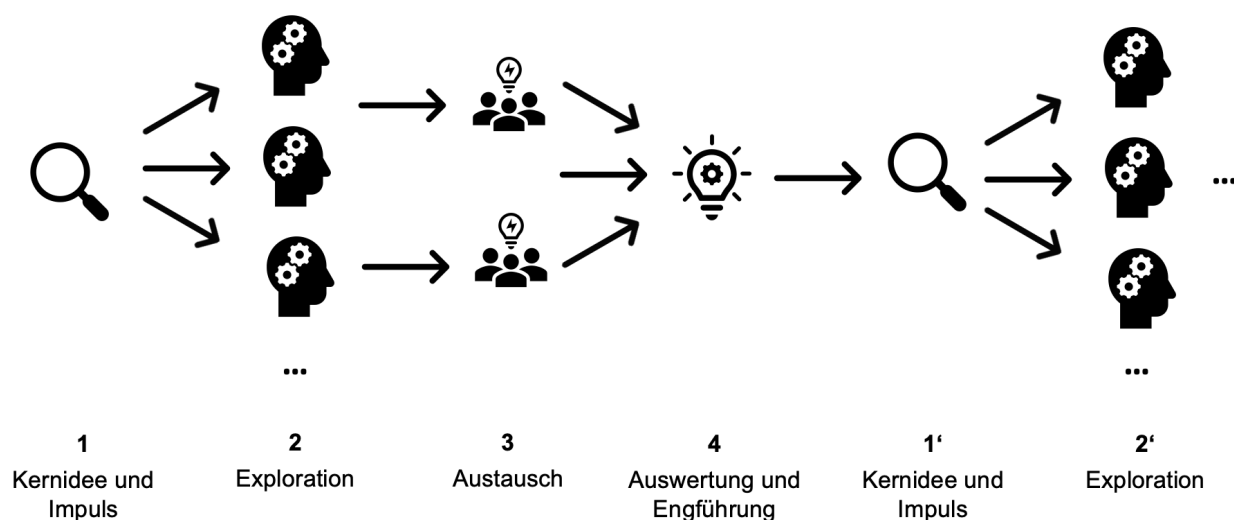 ...
...
...
1
Kernidee und
Impuls
2
Exploration
3
Austausch
4
Auswertung und
Engführung
1‘
Kernidee und
Impuls
2‘
Exploration